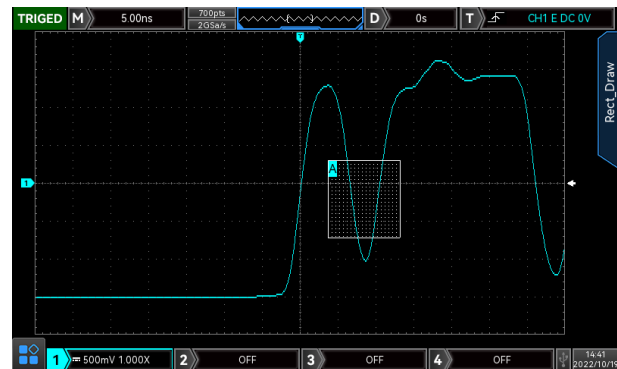 TRIGED M 5.00ns 700pts 2GSa/s D 0s T CH1 E DC 0V
T
Rect_Draw
A
1
1 500mV 1.000X 2 OFF 3 OFF 4 OFF 14:41
2022/10/19